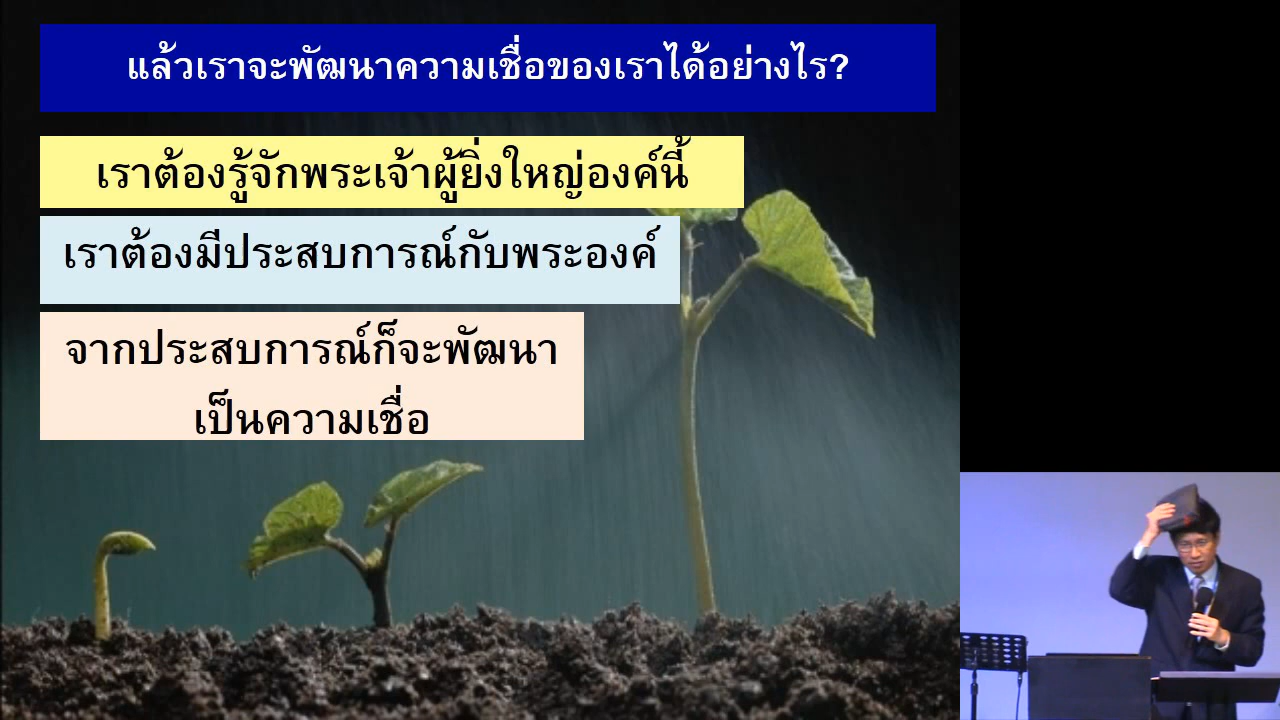 แล้วเราจะพัฒนาความเชื่อของเราได้อย่างไร?
เราต้องรู้จักพระเจ้าผู้ยิ่งใหญ่องค์นี้
เราต้องมีประสบการณ์กับพระองค์
จากประสบการณ์ก็จะพัฒนา
เป็นความเชื่อ